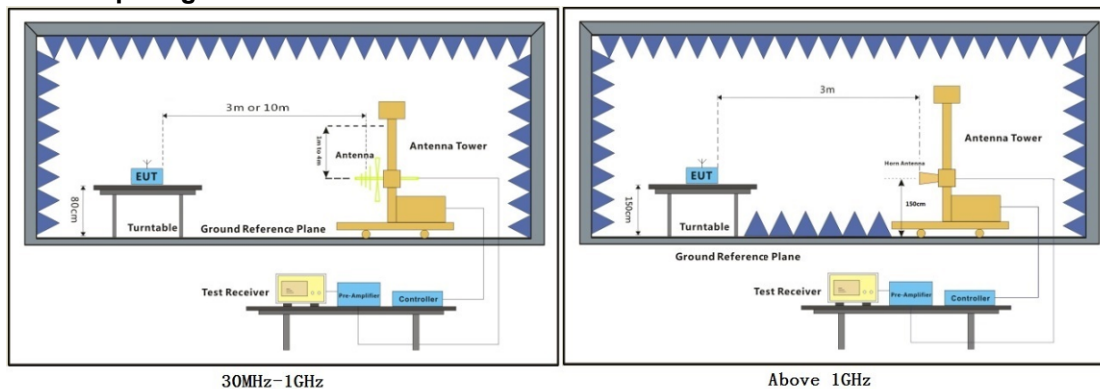 3m or 10m
1m to 4m
Antenna
Antenna Tower
EUT
80cm
Turntable
Ground Reference Plane
Test Receiver
Pre-Amplifier
Controller
30MHz-1GHz
3m
Antenna Tower
Horn Antenna
EUT
150cm
150cm
Turntable
Ground Reference Plane
Test Receiver
Pre-Amplifier
Controller
Above 1GHz